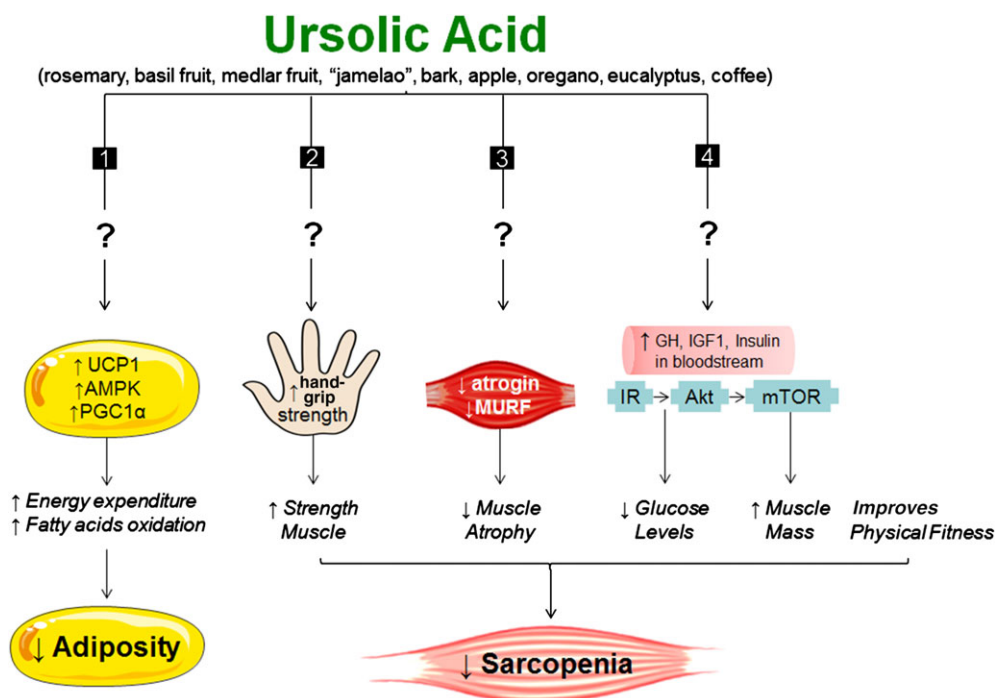 Ursolic Acid
(rosemary, basil fruit, medlar fruit, “jamelao”, bark, apple, oregano, eucalyptus, coffee)
1
2
3
4
?
?
?
?
↑ UCP1
↑AMPK
↑PGC1α
↑ hand-
grip
strength
↓ atrogin
↓MURF
↑ GH, IGF1, Insulin
in bloodstream
IR
Akt
mTOR
↑ Energy expenditure
↑ Fatty acids oxidation
↑ Strength
Muscle
↓ Muscle
Atrophy
↓ Glucose
Levels
↑ Muscle
Mass
Improves
Physical Fitness
↓ Adiposity
↓ Sarcopenia